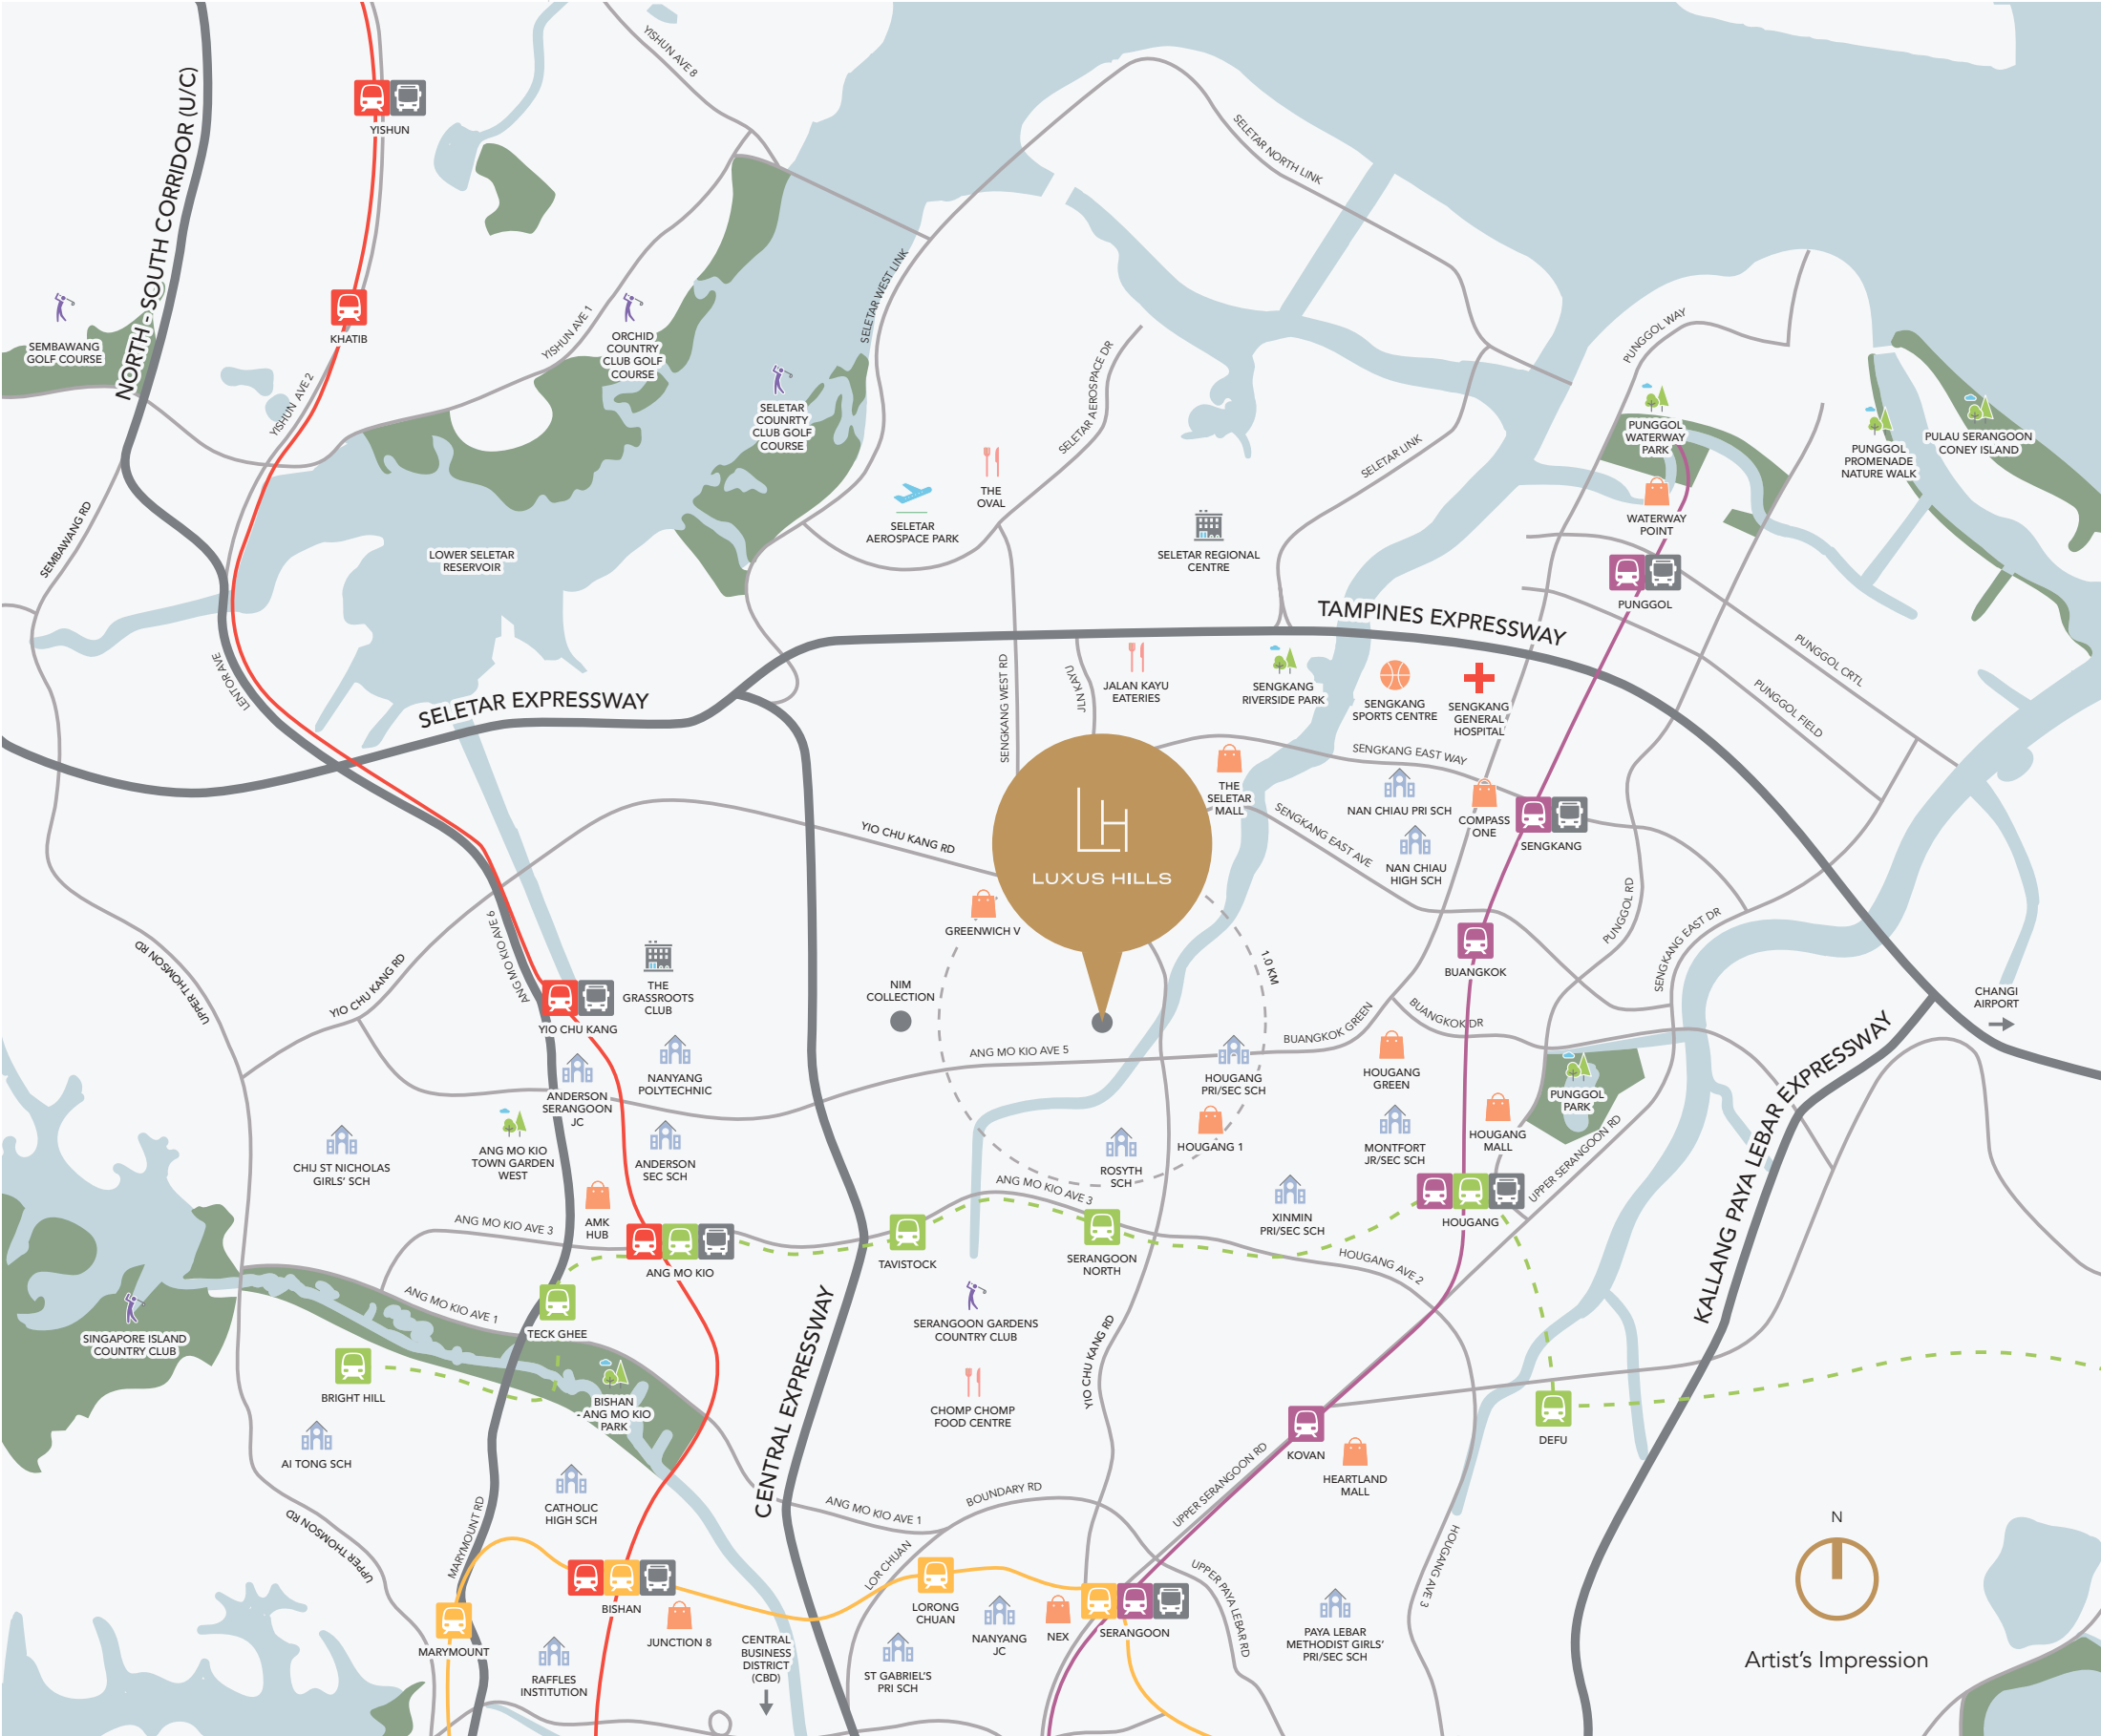 YISHUN AVE 8
NORTH - SOUTH CORRIDOR (U/C)
YISHUN
SELETAR NORTH LINK
SELETAR WEST LINK
SEMBAWANG
GOLF COURSE
KHATIB
YISHUN AVE 1
ORCHID
COUNTRY
CLUB GOLF
COURSE
PUNGGOL WAY
YISHUN AVE 2
SELETAR
COUNRTY
CLUB GOLF
COURSE
SELETAR AEROSPACE DR
SELETAR LINK
PUNGGOL
WATERWAY
PARK
PUNGGOL
PROMENADE
NATURE WALK
PULAU SERANGOON
CONEY ISLAND
THE
OVAL
SELETAR
AEROSPACE PARK
WATERWAY
POINT
SEMBAWANG RD
LOWER SELETAR
RESERVOIR
SELETAR REGIONAL
CENTRE
PUNGGOL
TAMPINES EXPRESSWAY
LENTOR AVE
SELETAR EXPRESSWAY
SENGKANG WEST RD
JLN KAYU
JALAN KAYU
EATERIES
SENGKANG
RIVERSIDE PARK
SENGKANG
SPORTS CENTRE
SENGKANG
GENERAL
HOSPITAL
PUNGGOL CRTL
PUNGGOL FIELD
SENGKANG EAST WAY
THE
SELETAR
MALL
NAN CHIAU PRI SCH
COMPASS
ONE
SENGKANG
YIO CHU KANG RD
LH
LUXUS HILLS
SENGKANG EAST AVE
NAN CHIAU
HIGH SCH
GREENWICH V
PUNGGOL RD
SENGKANG EAST DR
UPPER THOMSON RD
YIO CHU KANG RD
ANG MO KIO AVE 6
THE
GRASSROOTS
CLUB
NIM
COLLECTION
1.0 KM
BUANGKOK
YIO CHU KANG
BUANGKOK GREEN
BUANGKOK DR
CHANGI
AIRPORT
ANG MO KIO AVE 5
NANYANG
POLYTECHNIC
HOUGANG
PRI/SEC SCH
HOUGANG
GREEN
PUNGGOL
PARK
KALLANG PAYA LEBAR EXPRESSWAY
ANDERSON
SERANGOON
JC
ANG MO KIO
TOWN GARDEN
WEST
CHIJ ST NICHOLAS
GIRLS' SCH
ANDERSON
SEC SCH
HOUGANG 1
ROSYTH
SCH
MONTFORT
JR/SEC SCH
HOUGANG
MALL
UPPER SERANGOON RD
ANG MO KIO AVE 3
AMK
HUB
ANG MO KIO AVE 3
XINMIN
PRI/SEC SCH
HOUGANG
ANG MO KIO
TAVISTOCK
SERANGOON
NORTH
HOUGANG AVE 2
ANG MO KIO AVE 1
TECK GHEE
SINGAPORE ISLAND
COUNTRY CLUB
SERANGOON GARDENS
COUNTRY CLUB
YIO CHU KANG RD
CENTRAL EXPRESSWAY
BRIGHT HILL
BISHAN
- ANG MO KIO
PARK
CHOMP CHOMP
FOOD CENTRE
DEFU
AI TONG SCH
KOVAN
UPPER SERANGOON RD
HEARTLAND
MALL
CATHOLIC
HIGH SCH
ANG MO KIO AVE 1
BOUNDARY RD
UPPER THOMSON RD
MARYMOUNT RD
LOR CHUAN
HOUGANG AVE 3
N
BISHAN
JUNCTION 8
LORONG
CHUAN
NANYANG
JC
NEX
SERANGOON
UPPER PAYA LEBAR RD
PAYA LEBAR
METHODIST GIRLS'
PRI/SEC SCH
MARYMOUNT
RAFFLES
INSTITUTION
CENTRAL
BUSINESS
DISTRICT
(CBD)
ST GABRIEL'S
PRI SCH
Artist's Impression